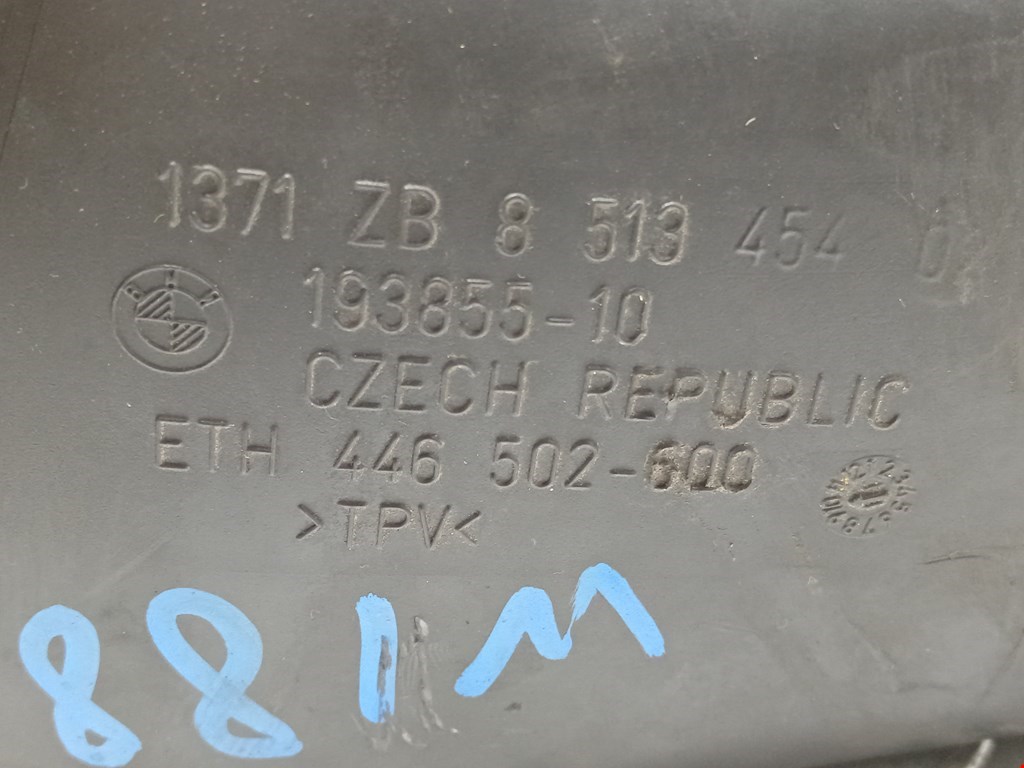 1371 ZB 8 513 454 0
193855-10
CZECH REPUBLIC
ETH 446 502-600
>TPV<
881M